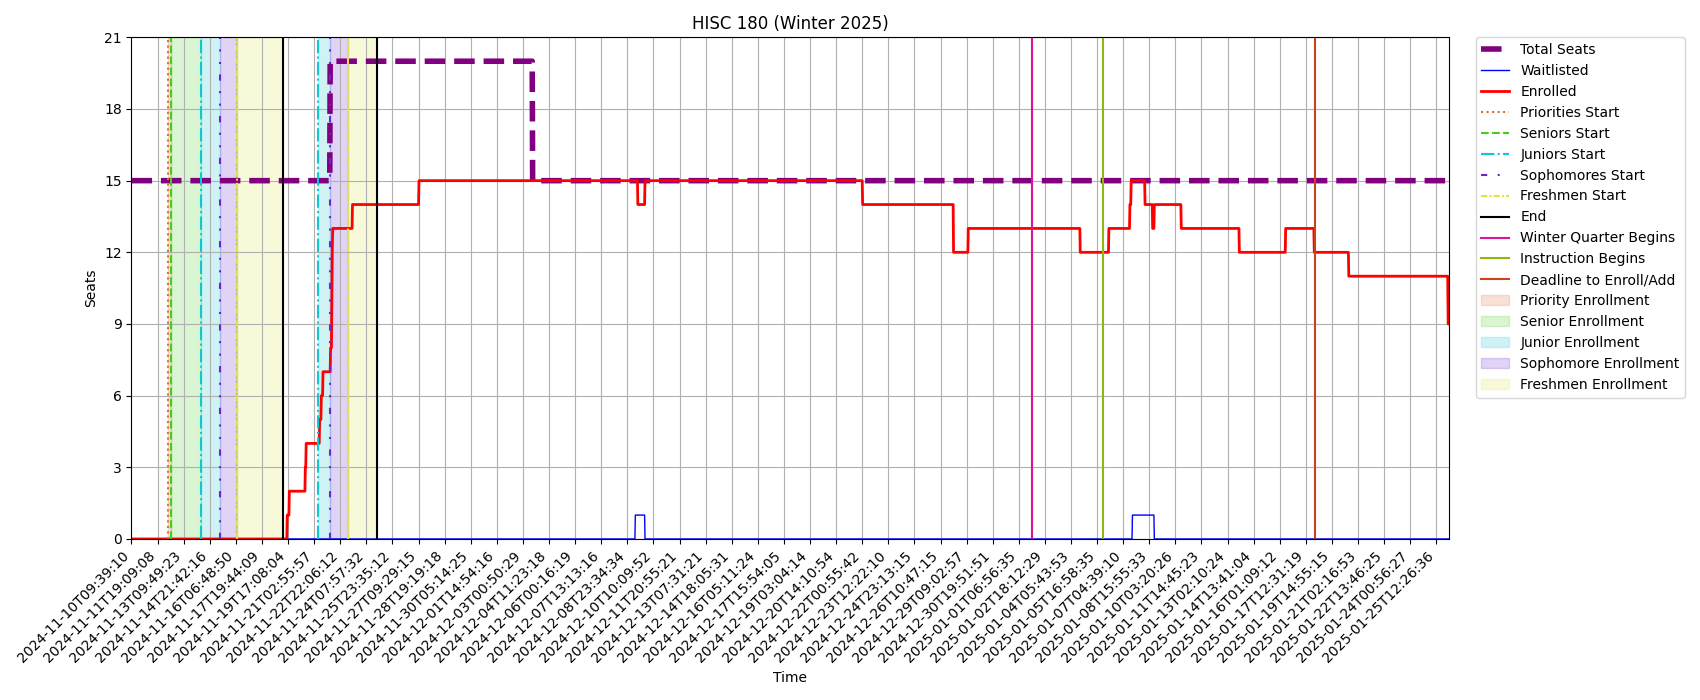 HISC 180 (Winter 2025)
21
18
15
12
9
6
3
0
Seats
2024-11-10T09:39:10
2024-11-11T19:09:08
2024-11-13T09:49:23
2024-11-14T21:42:16
2024-11-16T06:48:50
2024-11-17T19:44:09
2024-11-19T17:08:04
2024-11-21T02:55:57
2024-11-22T22:06:12
2024-11-24T07:57:32
2024-11-25T23:35:12
2024-11-27T09:29:15
2024-11-28T19:19:18
2024-11-30T05:14:25
2024-12-01T14:54:16
2024-12-03T00:50:29
2024-12-04T11:23:18
2024-12-06T00:16:19
2024-12-07T13:13:16
2024-12-08T23:34:34
2024-12-10T10:09:52
2024-12-11T20:55:21
2024-12-13T07:31:21
2024-12-14T18:05:31
2024-12-16T05:11:24
2024-12-17T15:54:05
2024-12-19T03:04:14
2024-12-20T14:10:54
2024-12-22T00:55:42
2024-12-23T12:22:10
2024-12-24T23:13:15
2024-12-26T10:47:15
2024-12-29T09:02:57
2024-12-30T19:51:51
2025-01-01T06:56:35
2025-01-02T18:12:29
2025-01-04T05:43:53
2025-01-05T16:58:35
2025-01-07T04:39:10
2025-01-08T15:55:33
2025-01-10T03:20:26
2025-01-11T14:45:23
2025-01-13T02:10:24
2025-01-14T13:41:04
2025-01-16T01:09:12
2025-01-17T12:31:19
2025-01-19T14:55:15
2025-01-21T02:16:53
2025-01-22T13:46:25
2025-01-24T00:56:27
2025-01-25T12:26:36
Time
Total Seats
Waitlisted
Enrolled
Priorities Start
Seniors Start
Juniors Start
Sophomores Start
Freshmen Start
End
Winter Quarter Begins
Instruction Begins
Deadline to Enroll/Add
Priority Enrollment
Senior Enrollment
Junior Enrollment
Sophomore Enrollment
Freshmen Enrollment